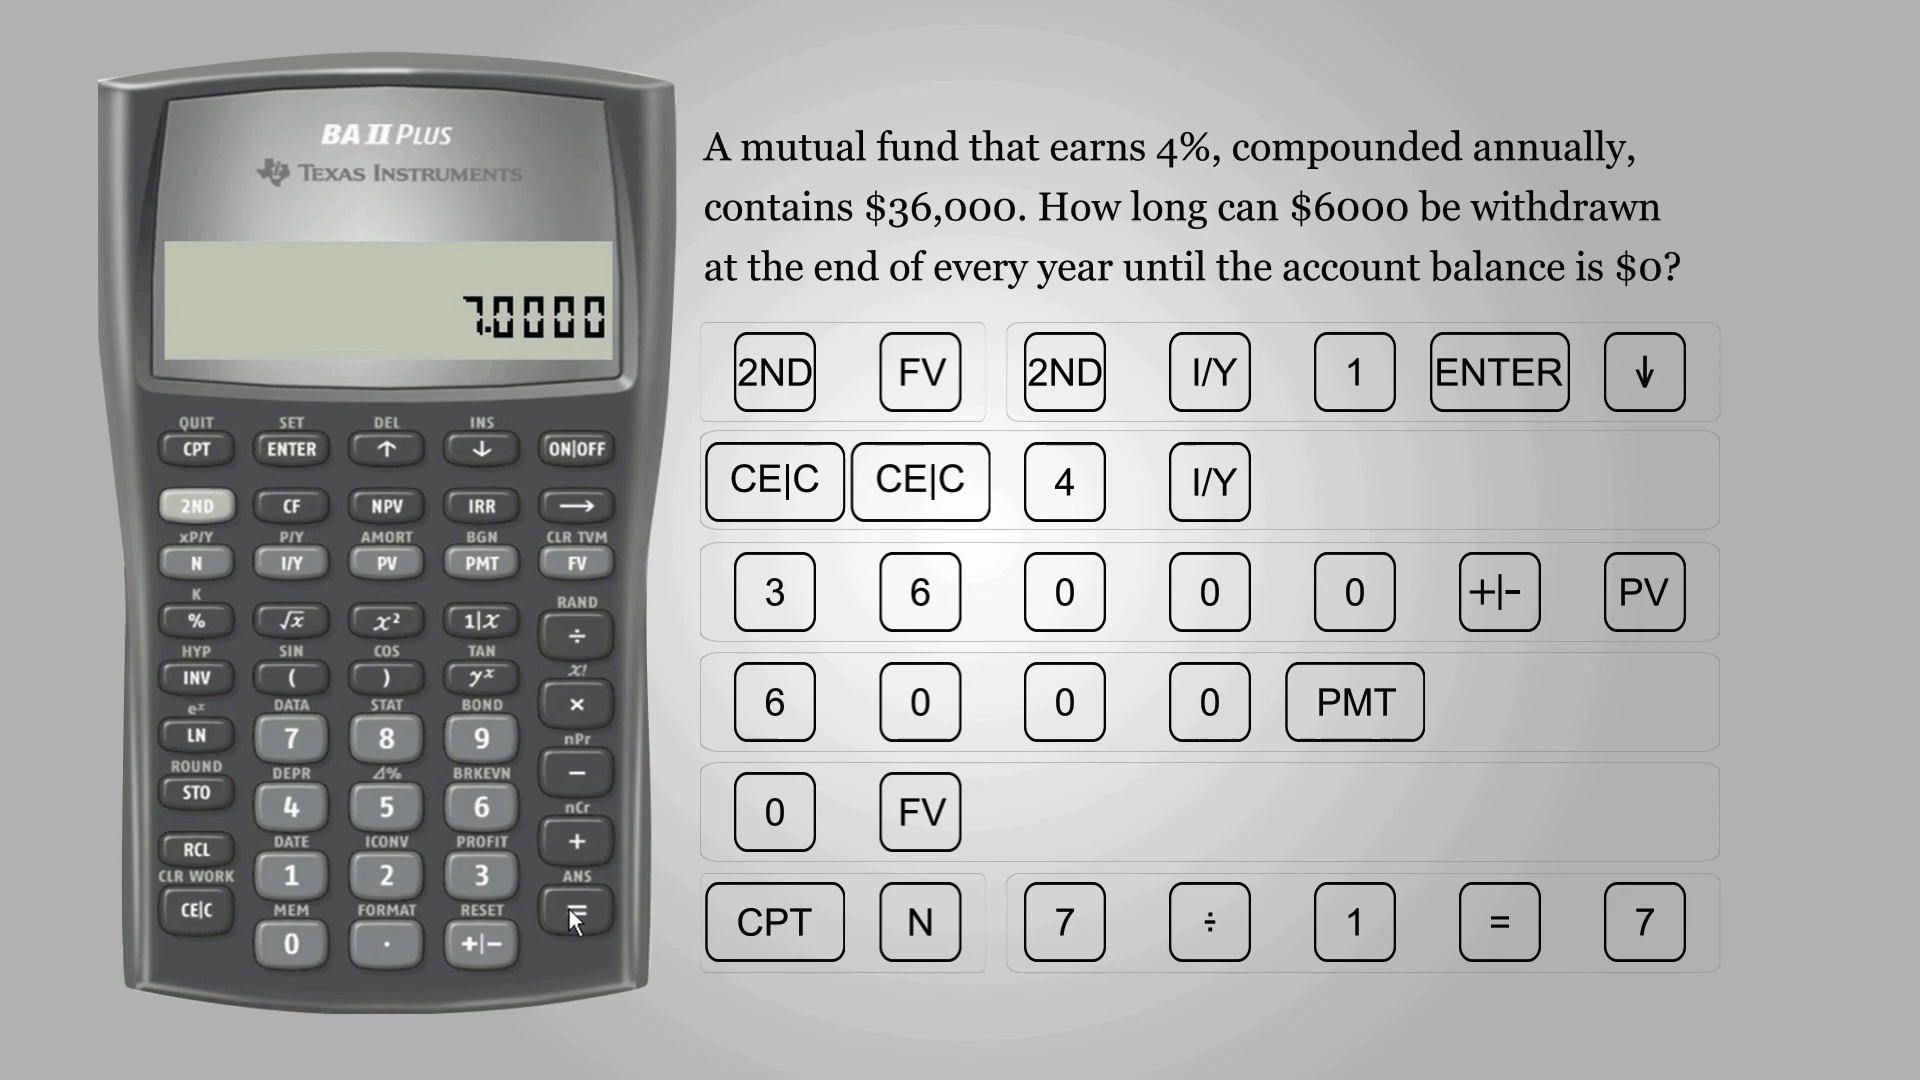 BA II PLUS
TEXAS INSTRUMENTS
7.0000
QUIT SET DEL INS
CPT ENTER ↑ ↓ ON|OFF
2ND CF NPV IRR →
xP/Y P/Y AMORT BGN CLR TVM
N I/Y PV PMT FV
K RAND
% √x x² 1|x ÷
HYP SIN COS TAN x!
INV ( ) yˣ ×
eˣ DATA STAT BOND nPr
LN 7 8 9 −
ROUND DEPR Δ% BRKEVN nCr
STO 4 5 6 +
DATE ICONV PROFIT ANS
RCL 1 2 3 =
CLR WORK MEM FORMAT RESET
CE|C 0 . +|−
A mutual fund that earns 4%, compounded annually,
contains $36,000. How long can $6000 be withdrawn
at the end of every year until the account balance is $0?
2ND FV 2ND I/Y 1 ENTER ↓
CE|C CE|C 4 I/Y
3 6 0 0 0 +|- PV
6 0 0 0 PMT
0 FV
CPT N 7 ÷ 1 = 7